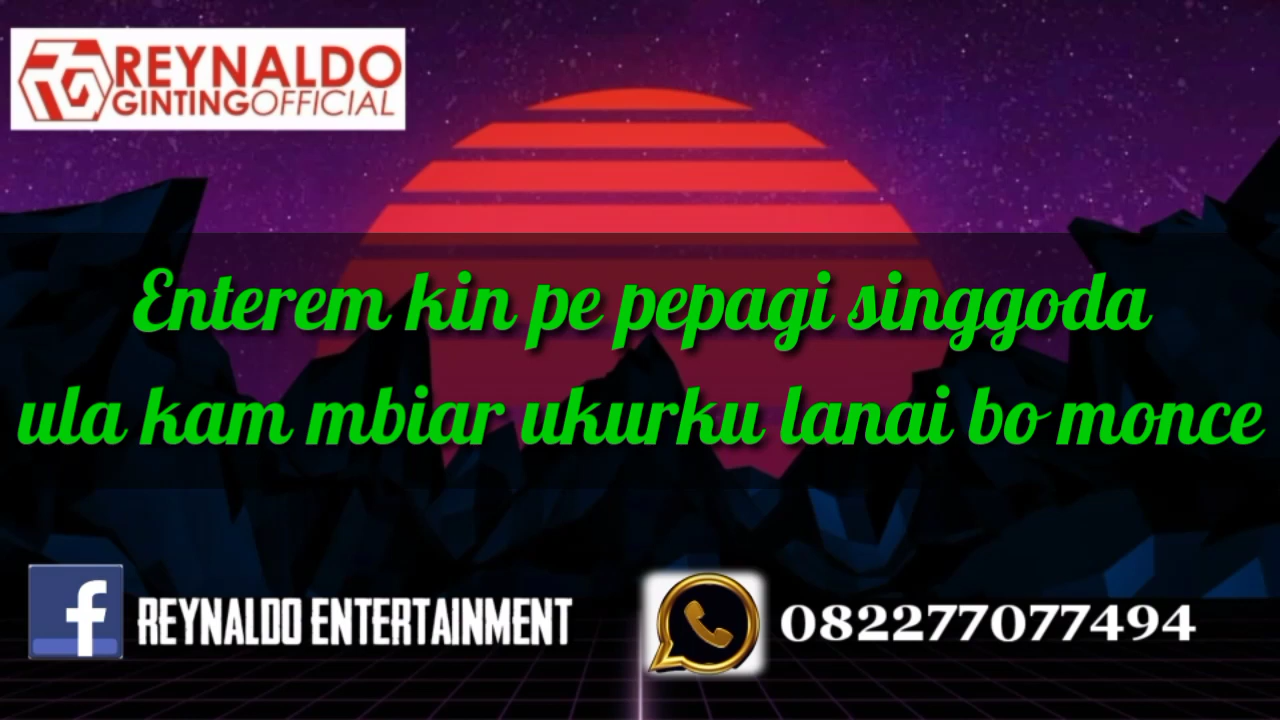 REYNALDO
GINTINGOFFICIAL
Enterem kin pe pepagi singgoda
ula kam mbiar ukurku lanai bo monce
REYNALDO ENTERTAINMENT
082277077494